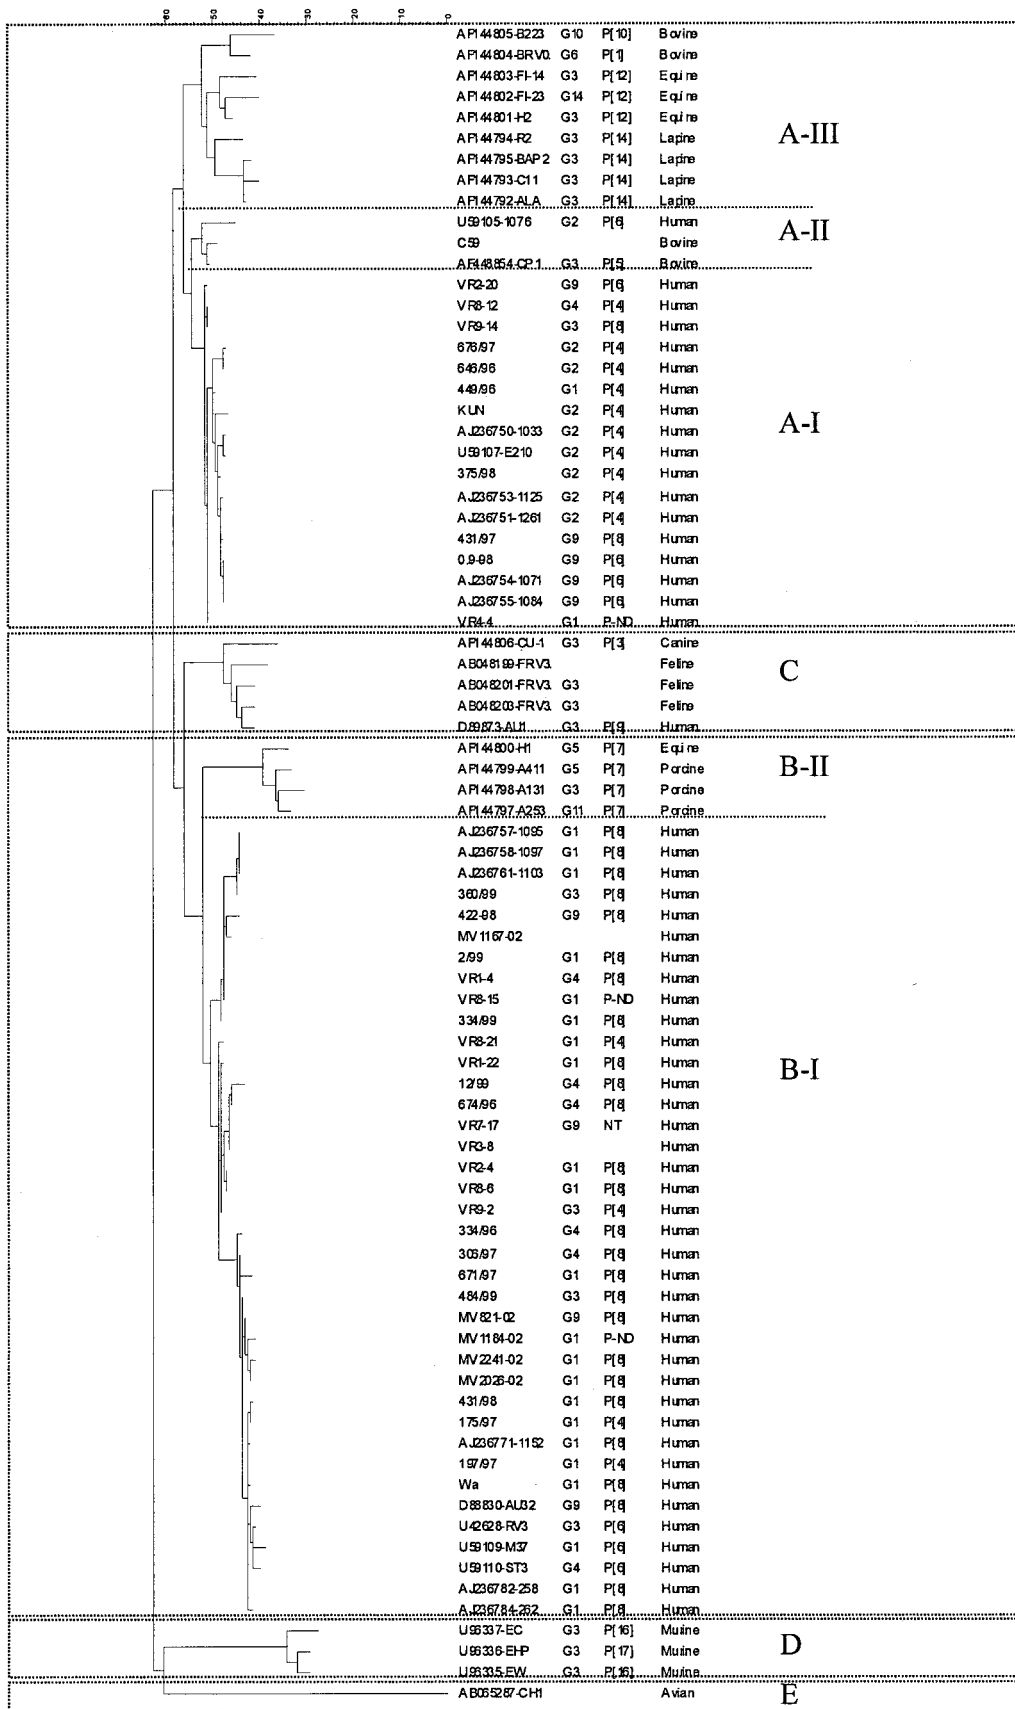 -60 -50 -40 -30 -20 -10 0
AF144805-B223 G10 P[10] Bovine
AF144804-BRV0. G6 P[1] Bovine
AF144803-FI-14 G3 P[12] Equine
AF144802-FI-23 G14 P[12] Equine
AF144801-H2 G3 P[12] Equine
A-III
AF144794-R2 G3 P[14] Lapine
AF144795-BAP2 G3 P[14] Lapine
AF144793-C11 G3 P[14] Lapine
AF144792-ALA G3 P[14] Lapine
U59105-1076 G2 P[6] Human
A-II
C59 Bovine
AF448854-CP.1 G3 P[5] Bovine
VR2-20 G9 P[6] Human
VR8-12 G4 P[4] Human
VR9-14 G3 P[8] Human
676/97 G2 P[4] Human
646/96 G2 P[4] Human
449/96 G1 P[4] Human
KUN G2 P[4] Human
A-I
AJ236750-1033 G2 P[4] Human
U59107-E210 G2 P[4] Human
375/98 G2 P[4] Human
AJ236753-1125 G2 P[4] Human
AJ236751-1261 G2 P[4] Human
431/97 G9 P[8] Human
0.9-98 G9 P[6] Human
AJ236754-1071 G9 P[6] Human
AJ236755-1084 G9 P[6] Human
VR4-4 G1 P-ND Human
AF144806-CU-1 G3 P[3] Canine
AB048199-FRV3. Feline
C
AB048201-FRV3. G3 Feline
AB048203-FRV3. G3 Feline
D89873-AU1 G3 P[9] Human
AF144800-H1 G5 P[7] Equine
AF144799-A411 G5 P[7] Porcine
B-II
AF144798-A131 G3 P[7] Porcine
AF144797-A253 G11 P[7] Porcine
AJ236757-1095 G1 P[8] Human
AJ236758-1097 G1 P[8] Human
AJ236761-1103 G1 P[8] Human
360/99 G3 P[8] Human
422-98 G9 P[8] Human
MV1167-02 Human
2/99 G1 P[8] Human
VR1-4 G4 P[8] Human
VR8-15 G1 P-ND Human
334/99 G1 P[8] Human
VR8-21 G1 P[4] Human
VR1-22 G1 P[8] Human
B-I
12/99 G4 P[8] Human
674/96 G4 P[8] Human
VR7-17 G9 NT Human
VR3-8 Human
VR2-4 G1 P[8] Human
VR8-6 G1 P[8] Human
VR9-2 G3 P[4] Human
334/96 G4 P[8] Human
306/97 G4 P[8] Human
671/97 G1 P[8] Human
484/99 G3 P[8] Human
MV821-02 G9 P[8] Human
MV1184-02 G1 P-ND Human
MV2241-02 G1 P[8] Human
MV2026-02 G1 P[8] Human
431/98 G1 P[8] Human
175/97 G1 P[4] Human
AJ236771-1152 G1 P[8] Human
197/97 G1 P[4] Human
Wa G1 P[8] Human
D88830-AU32 G9 P[8] Human
U42628-RV3 G3 P[6] Human
U59109-M37 G1 P[6] Human
U59110-ST3 G4 P[6] Human
AJ236782-258 G1 P[8] Human
AJ236784-262 G1 P[8] Human
U96337-EC G3 P[16] Murine
U96336-EHP G3 P[17] Murine
D
U96335-EW G3 P[16] Murine
AB065287-CH1 Avian
E